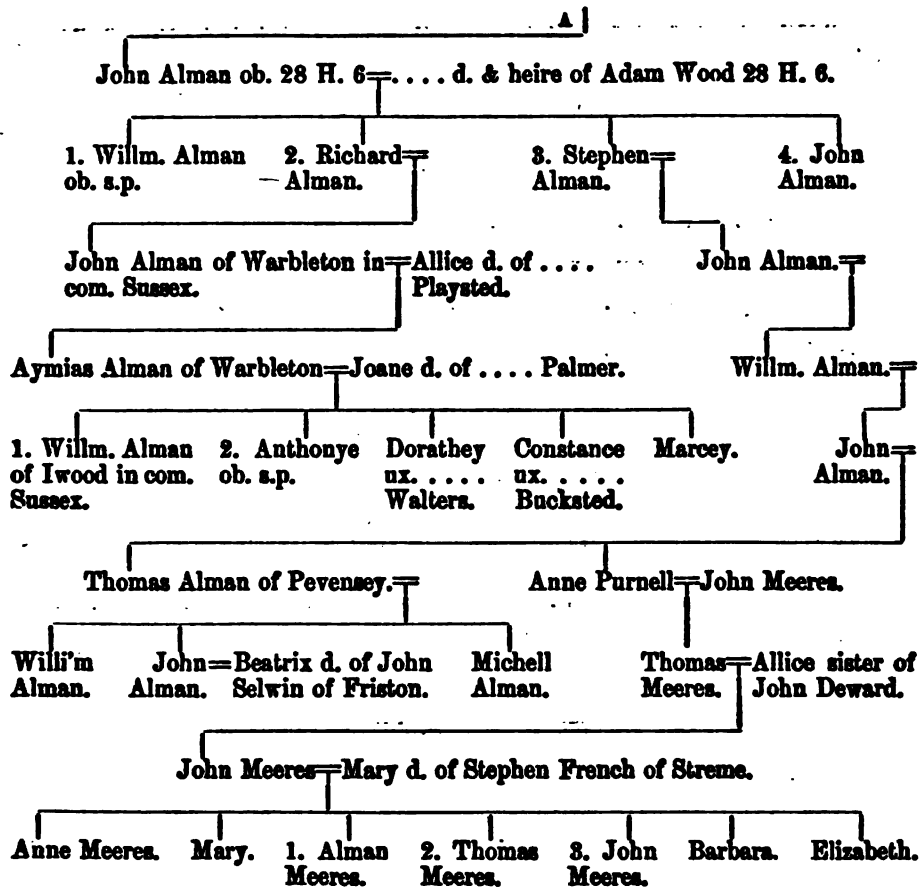 A
John Alman ob. 28 H. 6=. . . . d. & heire of Adam Wood 28 H. 6.
1. Willm. Alman ob. s.p.
2. Richard= Alman.
3. Stephen= Alman.
4. John Alman.
John Alman of Warbleton in=Allice d. of . . . .
com. Sussex. Playsted.
John Alman.=
Aymias Alman of Warbleton=Joane d. of . . . . Palmer.
Willm. Alman.=
1. Willm. Alman
of Iwood in com.
Sussex.
2. Anthonye
ob. s.p.
Dorathey
ux. . . . . .
Walters.
Constance
ux. . . . . .
Bucksted.
Marcey.
John=
Alman.
Thomas Alman of Pevensey.=
Anne Purnell=John Meeres.
Willi'm
Alman.
John=Beatrix d. of John
Alman. Selwin of Friston.
Michell
Alman.
Thomas=Allice sister of
Meeres. John Deward.
John Meeres=Mary d. of Stephen French of Streme.
Anne Meeres.
Mary.
1. Alman
Meeres.
2. Thomas
Meeres.
3. John
Meeres.
Barbara.
Elizabeth.